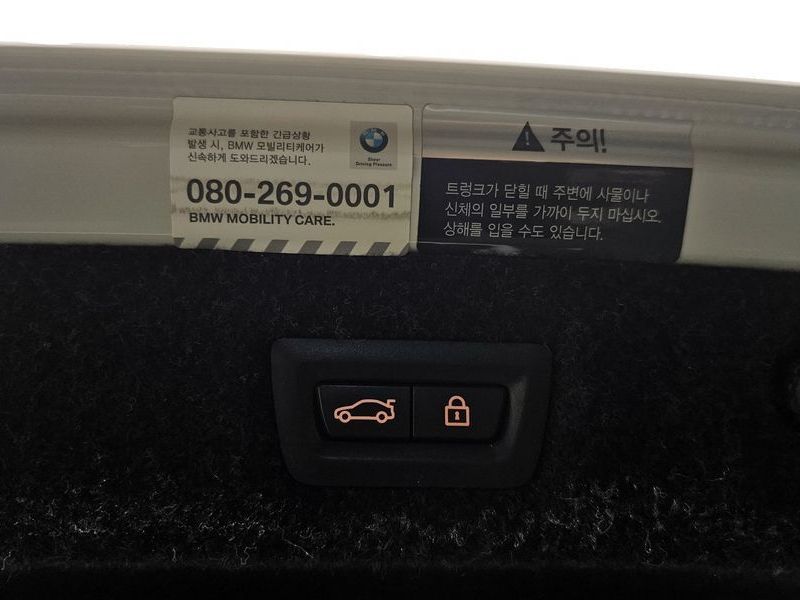 교통사고를 포함한 긴급상황
발생 시, BMW 모빌리티케어가
신속하게 도와드리겠습니다.
BMW
Sheer
Driving Pleasure
080-269-0001
BMW MOBILITY CARE.
주의!
트렁크가 닫힐 때 주변에 사물이나
신체의 일부를 가까이 두지 마십시오.
상해를 입을 수도 있습니다.